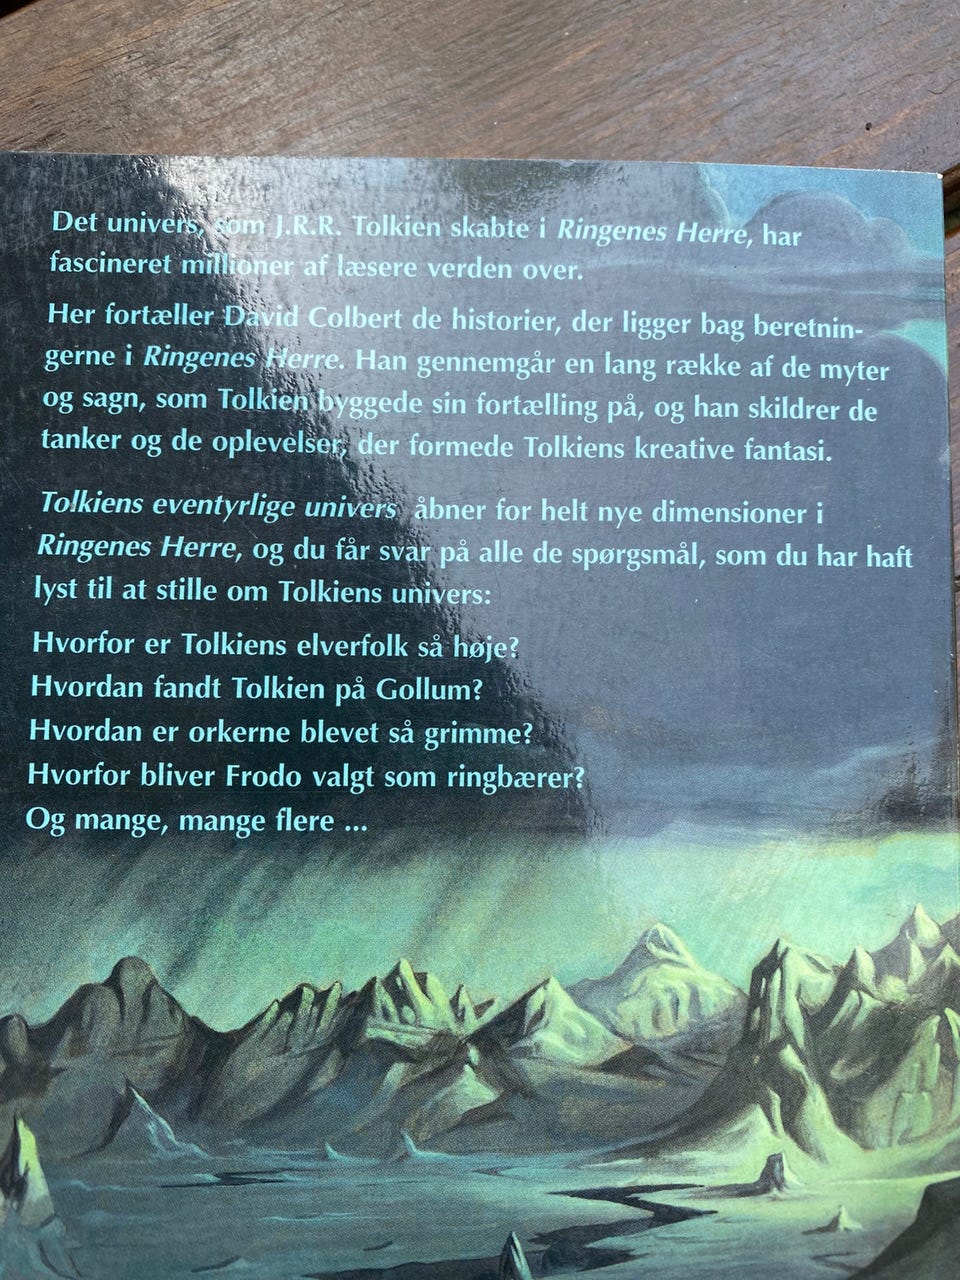 Det univers, som J.R.R. Tolkien skabte i Ringenes Herre, har
fascineret millioner af læsere verden over.
Her fortæller David Colbert de historier, der ligger bag beretnin-
gerne i Ringenes Herre. Han gennemgår en lang række af de myter
og sagn, som Tolkien byggede sin fortælling på, og han skildrer de
tanker og de oplevelser, der formede Tolkiens kreative fantasi.
Tolkiens eventyrlige univers åbner for helt nye dimensioner i
Ringenes Herre, og du får svar på alle de spørgsmål, som du har haft
lyst til at stille om Tolkiens univers:
Hvorfor er Tolkiens elverfolk så høje?
Hvordan fandt Tolkien på Gollum?
Hvordan er orkerne blevet så grimme?
Hvorfor bliver Frodo valgt som ringbærer?
Og mange, mange flere ...